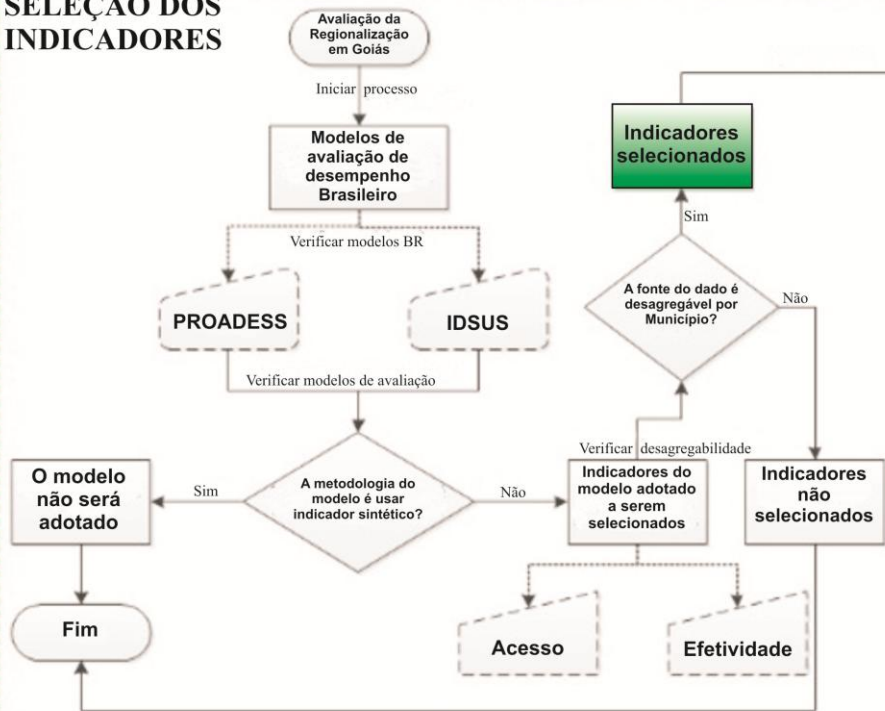 SELEÇÃO DOS
INDICADORES
Avaliação da
Regionalização
em Goiás
Iniciar processo
Modelos de
avaliação de
desempenho
Brasileiro
Verificar modelos BR
PROADESS
IDSUS
Verificar modelos de avaliação
A metodologia do
modelo é usar
indicador sintético?
Sim
O modelo
não será
adotado
Fim
Não
Indicadores do
modelo adotado
a serem
selecionados
Acesso
Efetividade
Verificar desagregabilidade
A fonte do dado é
desagregável por
Município?
Sim
Indicadores
selecionados
Não
Indicadores
não
selecionados